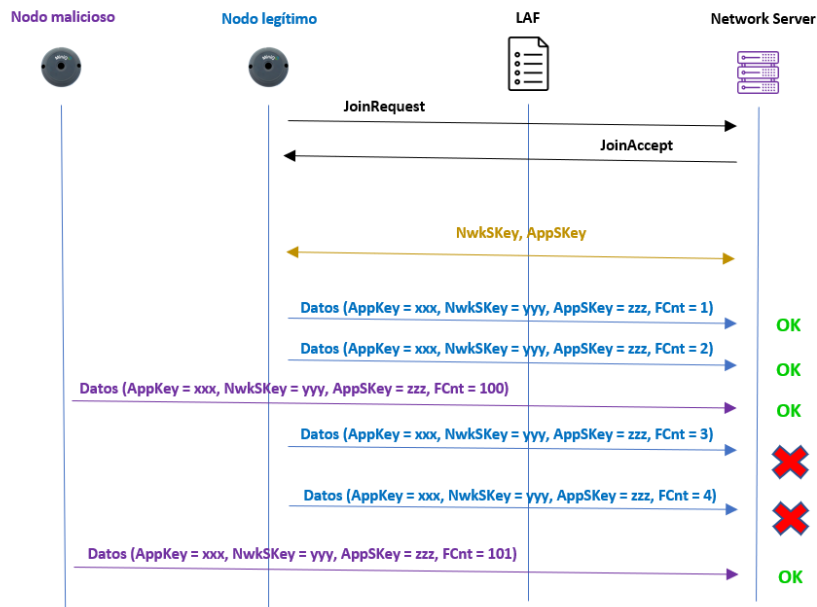 Nodo malicioso
Nodo legítimo
LAF
Network Server
JoinRequest
JoinAccept
NwkSKey, AppSKey
Datos (AppKey = xxx, NwkSKey = yyy, AppSKey = zzz, FCnt = 1)
OK
Datos (AppKey = xxx, NwkSKey = yyy, AppSKey = zzz, FCnt = 2)
OK
Datos (AppKey = xxx, NwkSKey = yyy, AppSKey = zzz, FCnt = 100)
OK
Datos (AppKey = xxx, NwkSKey = yyy, AppSKey = zzz, FCnt = 3)
Datos (AppKey = xxx, NwkSKey = yyy, AppSKey = zzz, FCnt = 4)
Datos (AppKey = xxx, NwkSKey = yyy, AppSKey = zzz, FCnt = 101)
OK